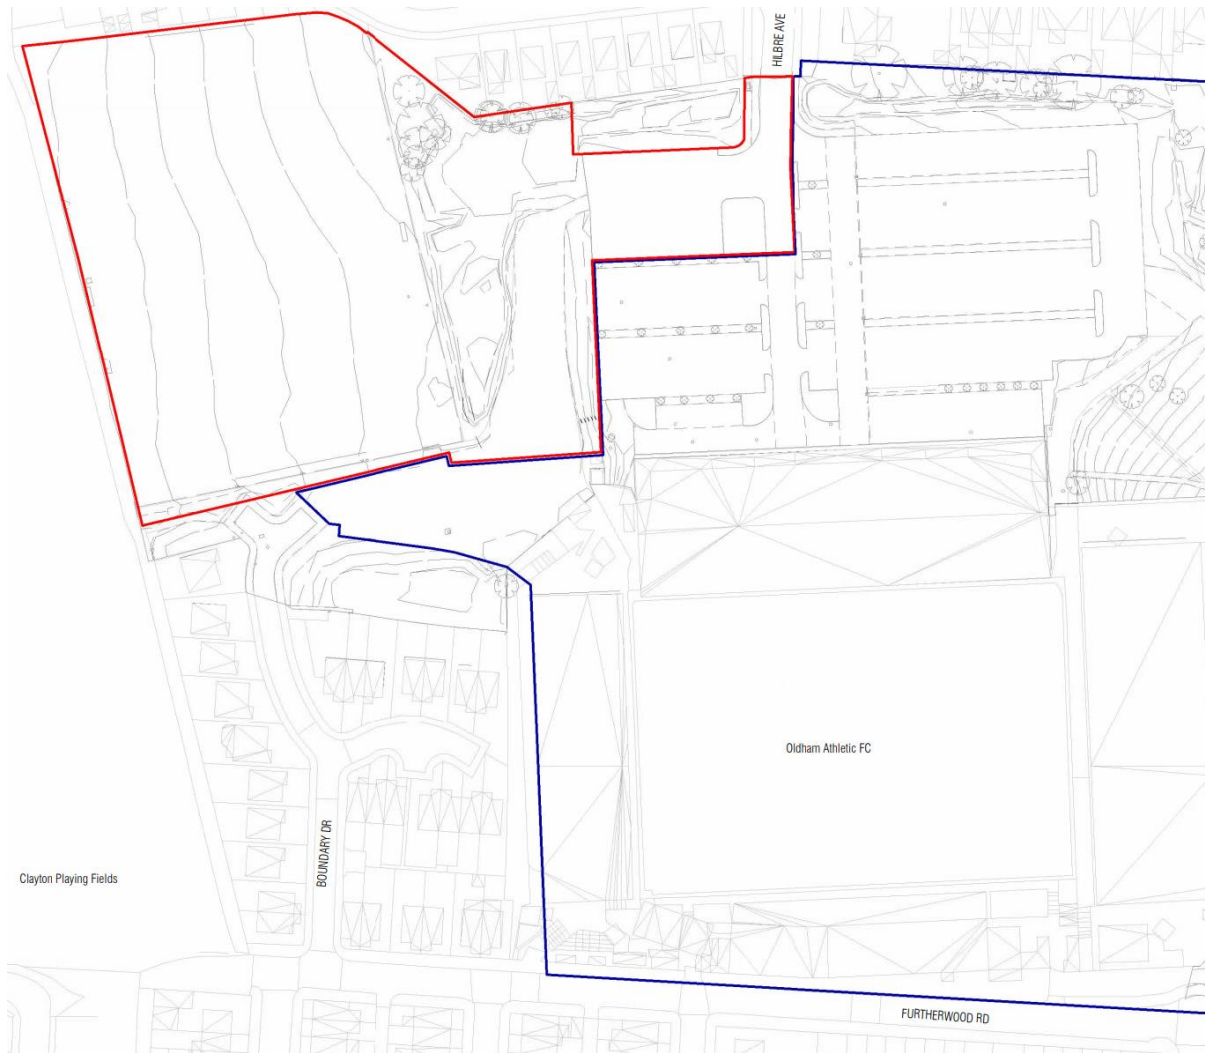 HILBRE AVE
Oldham Athletic FC
BOUNDARY DR
Clayton Playing Fields
FURTHERWOOD RD